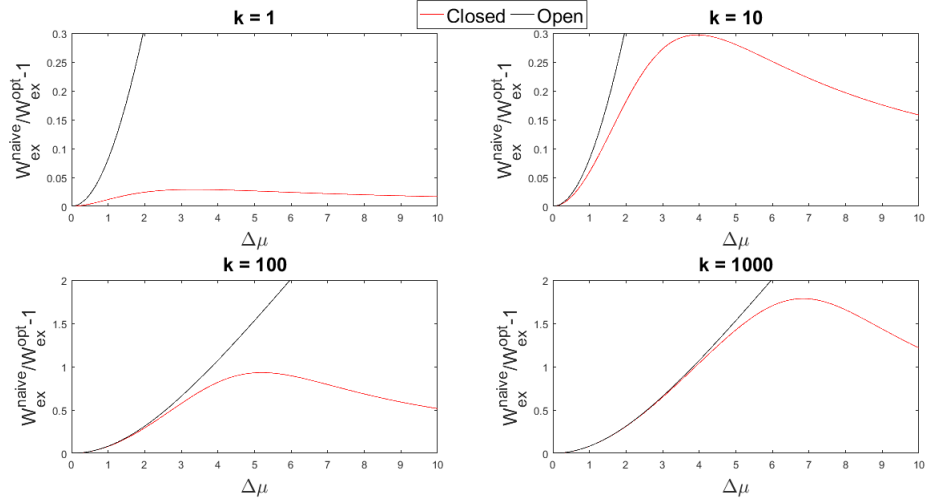 Closed Open
k = 1
W_ex^naive/W_ex^opt-1
0.3
0.25
0.2
0.15
0.1
0.05
0
0 1 2 3 4 5 6 7 8 9 10
Δμ
k = 10
W_ex^naive/W_ex^opt-1
0.3
0.25
0.2
0.15
0.1
0.05
0
0 1 2 3 4 5 6 7 8 9 10
Δμ
k = 100
W_ex^naive/W_ex^opt-1
2
1.5
1
0.5
0
0 1 2 3 4 5 6 7 8 9 10
Δμ
k = 1000
W_ex^naive/W_ex^opt-1
2
1.5
1
0.5
0
0 1 2 3 4 5 6 7 8 9 10
Δμ